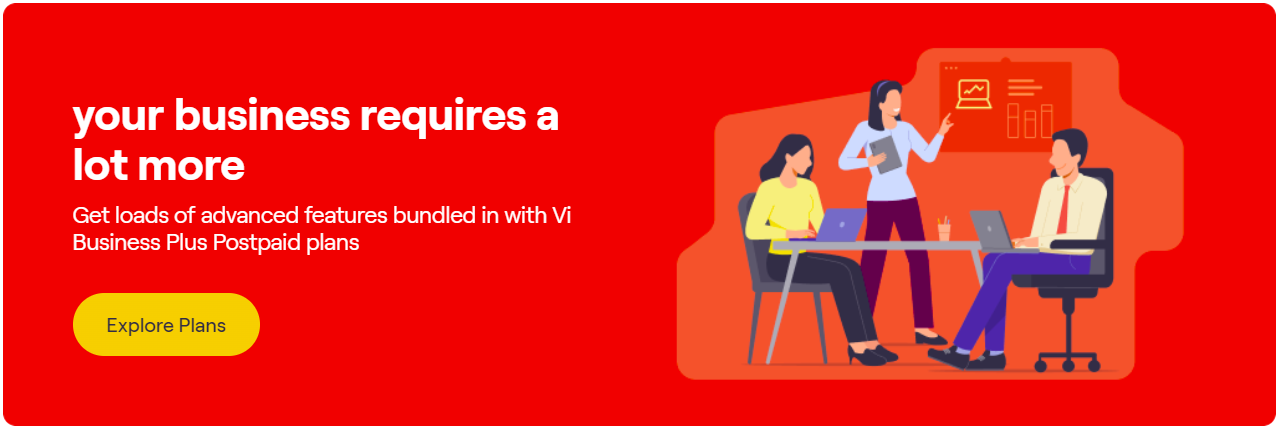 your business requires a
lot more
Get loads of advanced features bundled in with Vi
Business Plus Postpaid plans
Explore Plans